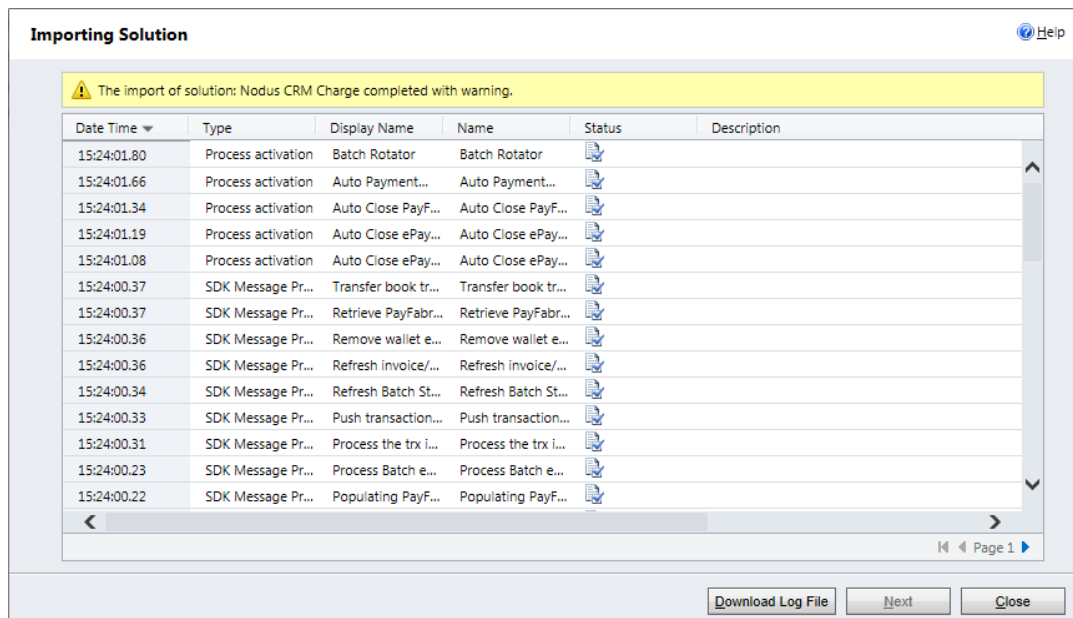 Importing Solution
Help
The import of solution: Nodus CRM Charge completed with warning.
Date Time Type Display Name Name Status Description
15:24:01.80 Process activation Batch Rotator Batch Rotator
15:24:01.66 Process activation Auto Payment... Auto Payment...
15:24:01.34 Process activation Auto Close PayF... Auto Close PayF...
15:24:01.19 Process activation Auto Close ePay... Auto Close ePay...
15:24:01.08 Process activation Auto Close ePay... Auto Close ePay...
15:24:00.37 SDK Message Pr... Transfer book tr... Transfer book tr...
15:24:00.37 SDK Message Pr... Retrieve PayFabr... Retrieve PayFabr...
15:24:00.36 SDK Message Pr... Remove wallet e... Remove wallet e...
15:24:00.36 SDK Message Pr... Refresh invoice/... Refresh invoice/...
15:24:00.34 SDK Message Pr... Refresh Batch St... Refresh Batch St...
15:24:00.33 SDK Message Pr... Push transaction... Push transaction...
15:24:00.31 SDK Message Pr... Process the trx i... Process the trx i...
15:24:00.23 SDK Message Pr... Process Batch e... Process Batch e...
15:24:00.22 SDK Message Pr... Populating PayF... Populating PayF...
Page 1
Download Log File Next Close